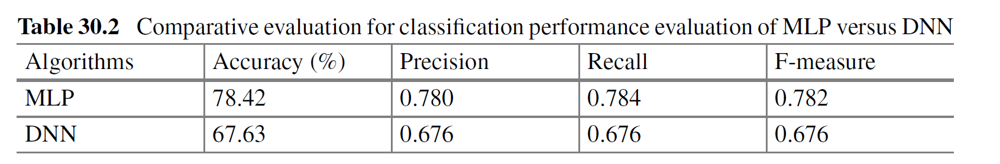 Table 30.2 Comparative evaluation for classification performance evaluation of MLP versus DNN
Algorithms Accuracy (%) Precision Recall F-measure
MLP 78.42 0.780 0.784 0.782
DNN 67.63 0.676 0.676 0.676